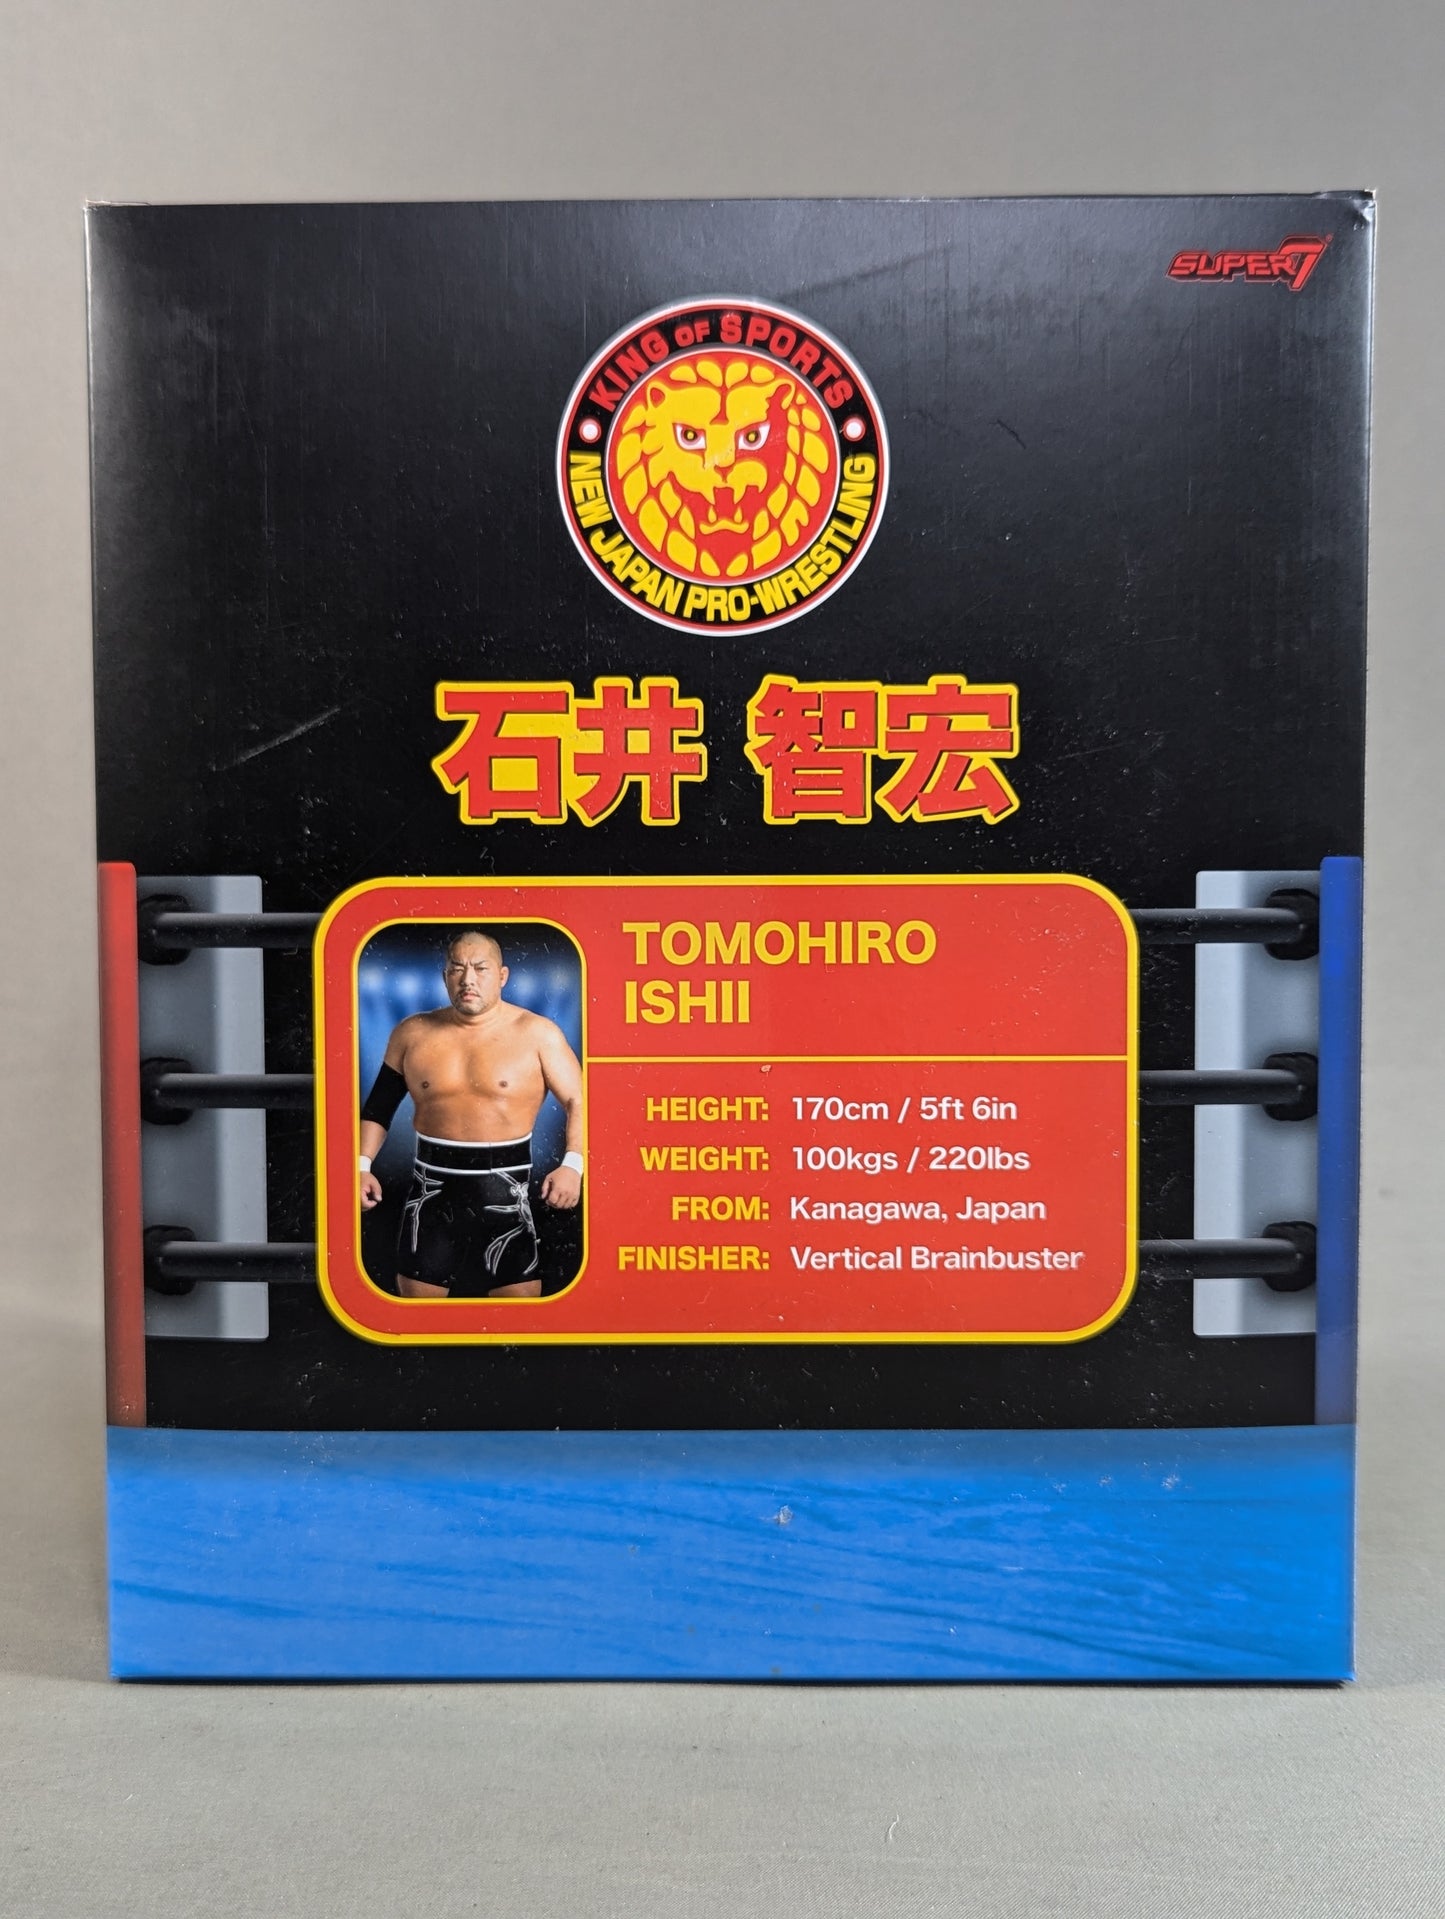 SUPER7
KING OF SPORTS
NEW JAPAN PRO-WRESTLING
石井 智宏
TOMOHIRO
ISHII
HEIGHT: 170cm / 5ft 6in
WEIGHT: 100kgs / 220lbs
FROM: Kanagawa, Japan
FINISHER: Vertical Brainbuster